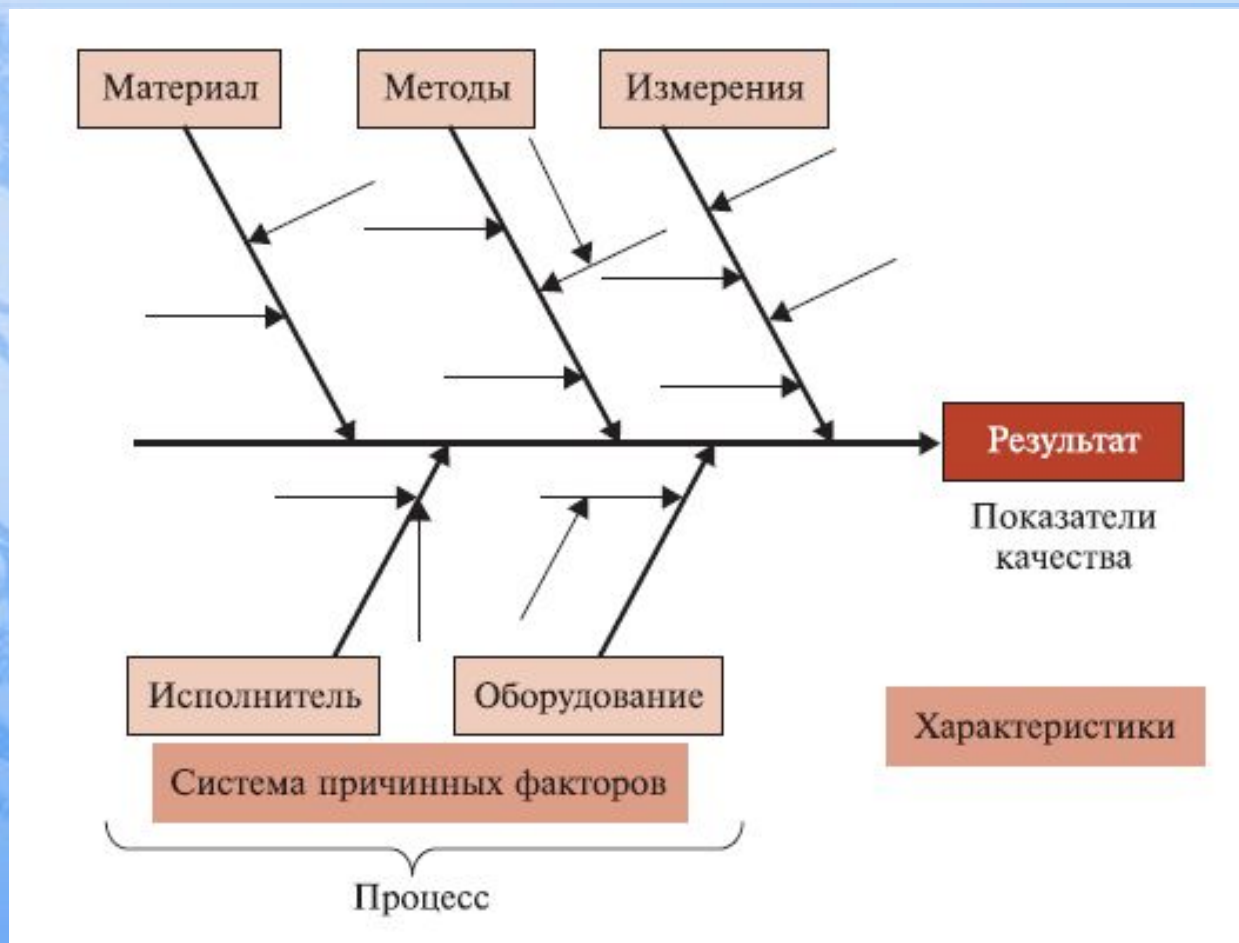 Материал
Методы
Измерения
Результат
Показатели
качества
Исполнитель
Оборудование
Характеристики
Система причинных факторов
Процесс